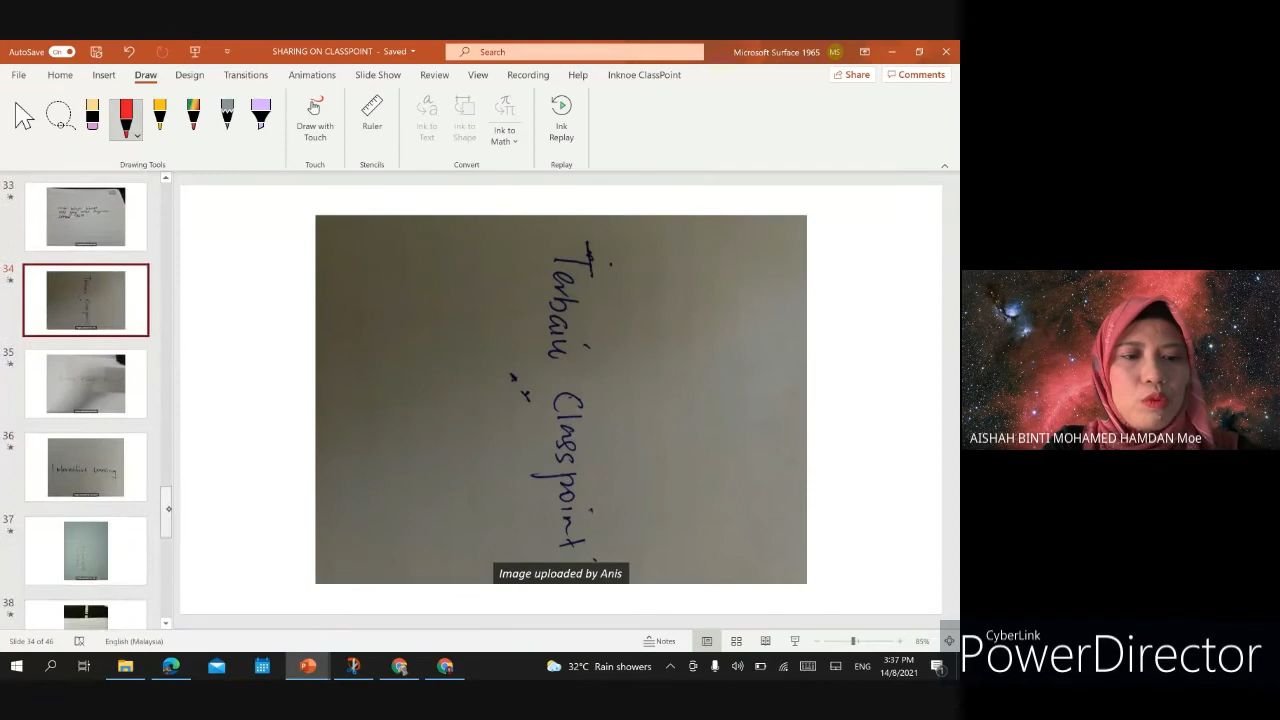 AutoSave On
SHARING ON CLASSPOINT - Saved
Search
Microsoft Surface 1965
MS
File Home Insert Draw Design Transitions Animations Slide Show Review View Recording Help Inknoe ClassPoint
Share
Comments
Draw with Touch
Ruler
Ink to Text
Ink to Shape
Ink to Math
Ink Replay
Drawing Tools
Touch
Stencils
Convert
Replay
33
34
35
36
Interactive Learning
37
38
Terbaik Classpoint
Image uploaded by Anis
AISHAH BINTI MOHAMED HAMDAN Moe
Slide 34 of 46
English (Malaysia)
Notes
85%
32°C Rain showers
ENG
3:37 PM
14/8/2021
CyberLink
PowerDirector